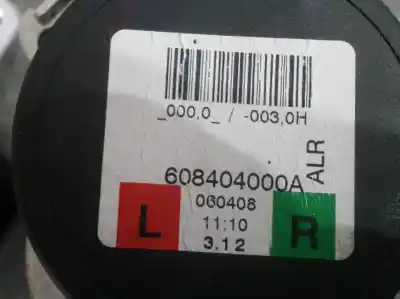 _000,0_ / -003,0H
608404000A
ALR
060408
L
11:10
R
3.12